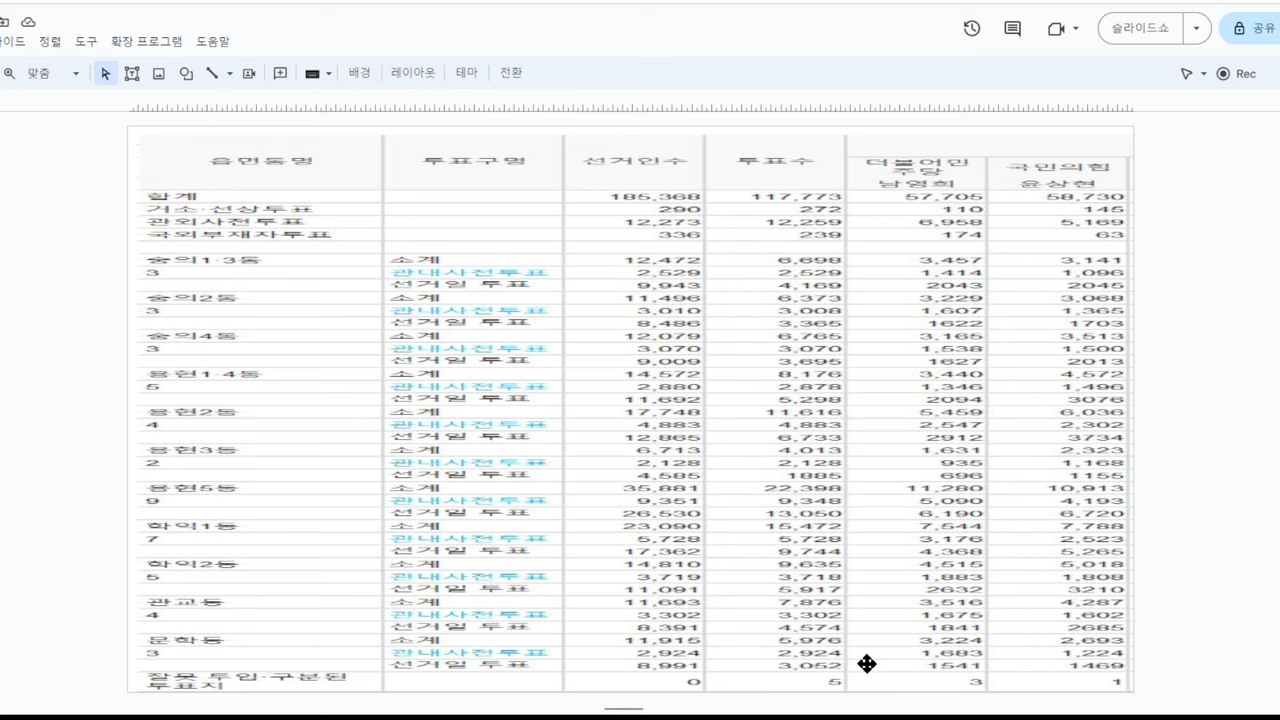 이드 정렬 도구 확장 프로그램 도움말
슬라이드쇼 공유
맞춤 배경 레이아웃 테마 전환 Rec
읍면동명 투표구명 선거인수 투표수 더불어민주당 남영희 국민의힘 윤상현
합계 185,368 117,773 57,705 58,730
거소·선상투표 290 272 110 145
관외사전투표 12,273 12,259 6,958 5,169
국외부재자투표 336 239 174 63
숭의1·3동 소계 12,472 6,698 3,457 3,141
3 관내사전투표 2,529 2,529 1,414 1,096
선거일 투표 9,943 4,169 2043 2045
숭의2동 소계 11,496 6,373 3,229 3,068
3 관내사전투표 3,010 3,008 1,607 1,365
선거일 투표 8,486 3,365 1622 1703
숭의4동 소계 12,079 6,765 3,165 3,513
3 관내사전투표 3,070 3,070 1,538 1,500
선거일 투표 9,009 3,695 1627 2013
용현1·4동 소계 14,572 8,176 3,440 4,572
5 관내사전투표 2,880 2,878 1,346 1,496
선거일 투표 11,692 5,298 2094 3076
용현2동 소계 17,748 11,616 5,459 6,036
4 관내사전투표 4,883 4,883 2,547 2,302
선거일 투표 12,865 6,733 2912 3734
용현3동 소계 6,713 4,013 1,631 2,323
2 관내사전투표 2,128 2,128 935 1,168
선거일 투표 4,585 1885 696 1155
용현5동 소계 35,881 22,398 11,280 10,913
9 관내사전투표 9,351 9,348 5,090 4,193
선거일 투표 26,530 13,050 6,190 6,720
학익1동 소계 23,090 15,472 7,544 7,788
7 관내사전투표 5,728 5,728 3,176 2,523
선거일 투표 17,362 9,744 4,368 5,265
학익2동 소계 14,810 9,635 4,515 5,018
5 관내사전투표 3,719 3,718 1,883 1,808
선거일 투표 11,091 5,917 2632 3210
관교동 소계 11,693 7,876 3,516 4,287
4 관내사전투표 3,302 3,302 1,675 1,602
선거일 투표 8,391 4,574 1841 2685
문학동 소계 11,915 5,976 3,224 2,693
3 관내사전투표 2,924 2,924 1,683 1,224
선거일 투표 8,991 3,052 1541 1469
잘못 투입·구분된 투표지 0 5 3 1